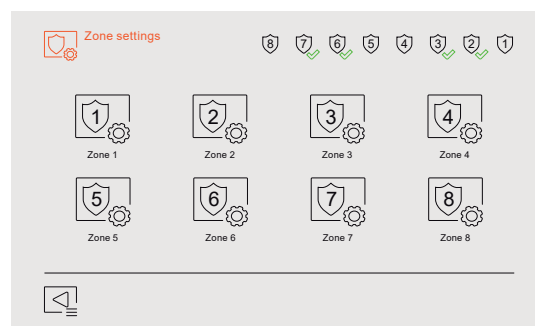 Zone settings
8 7 6 5 4 3 2 1
1 2 3 4
Zone 1 Zone 2 Zone 3 Zone 4
5 6 7 8
Zone 5 Zone 6 Zone 7 Zone 8